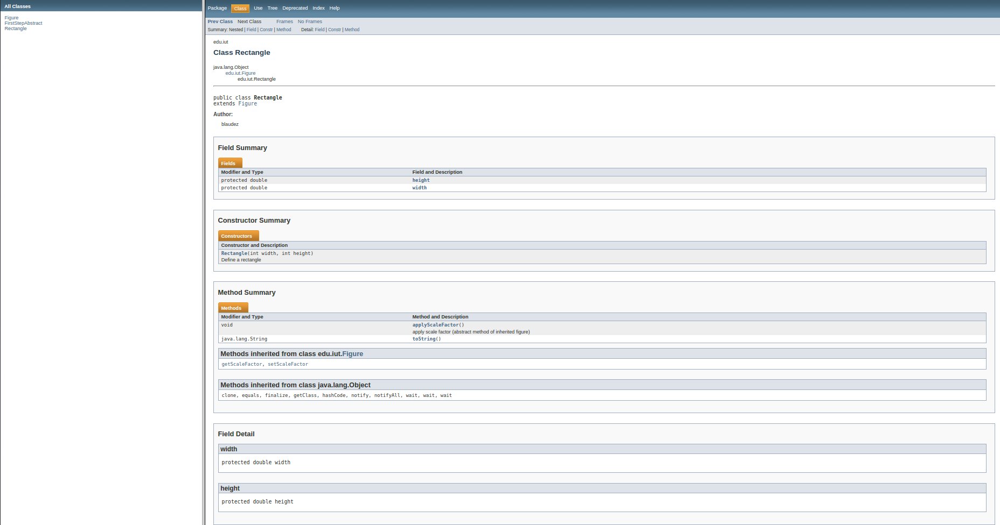 All Classes
Figure
FirstStepAbstract
Rectangle
Package Class Use Tree Deprecated Index Help
Prev Class Next Class Frames No Frames
Summary: Nested | Field | Constr | Method Detail: Field | Constr | Method
edu.iut
Class Rectangle
java.lang.Object
edu.iut.Figure
edu.iut.Rectangle
public class Rectangle
extends Figure
Author:
blaudez
Field Summary
Fields
Modifier and Type Field and Description
protected double height
protected double width
Constructor Summary
Constructors
Constructor and Description
Rectangle(int width, int height)
Define a rectangle
Method Summary
Methods
Modifier and Type Method and Description
void applyScaleFactor()
apply scale factor (abstract method of inherited figure)
java.lang.String toString()
Methods inherited from class edu.iut.Figure
getScaleFactor, setScaleFactor
Methods inherited from class java.lang.Object
clone, equals, finalize, getClass, hashCode, notify, notifyAll, wait, wait, wait
Field Detail
width
protected double width
height
protected double height